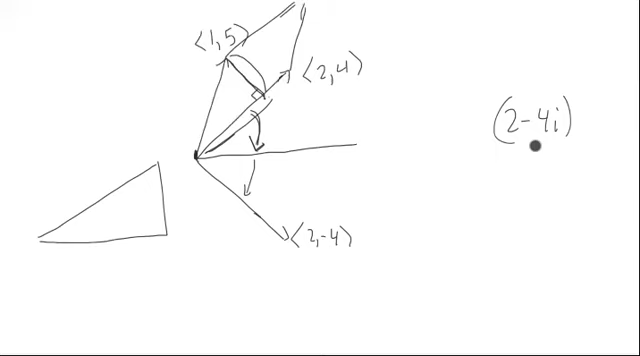 ⟨1,5⟩
⟨2,4⟩
(2-4i)
⟨2,-4⟩